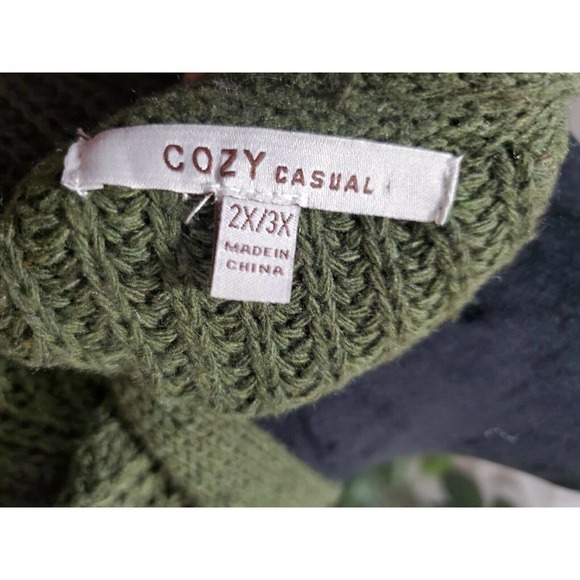 COZY CASUAL
2X/3X
MADE IN
CHINA